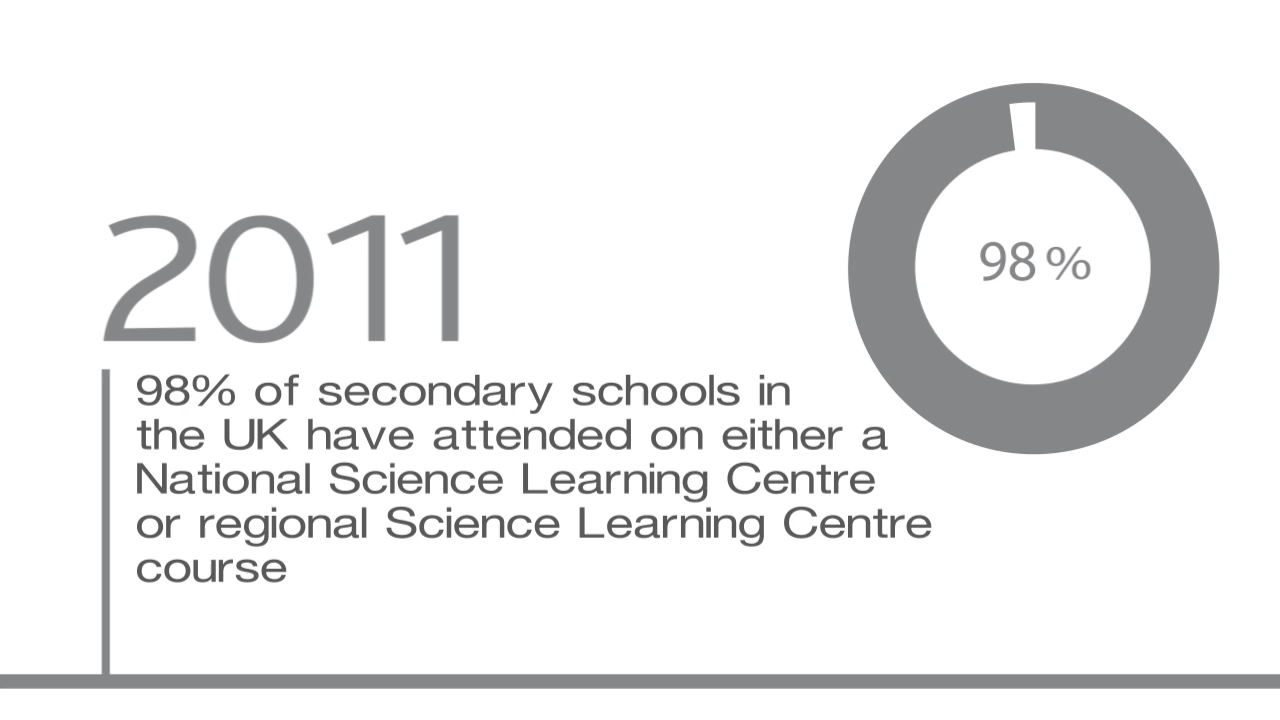 2011
98%
98% of secondary schools in
the UK have attended on either a
National Science Learning Centre
or regional Science Learning Centre
course